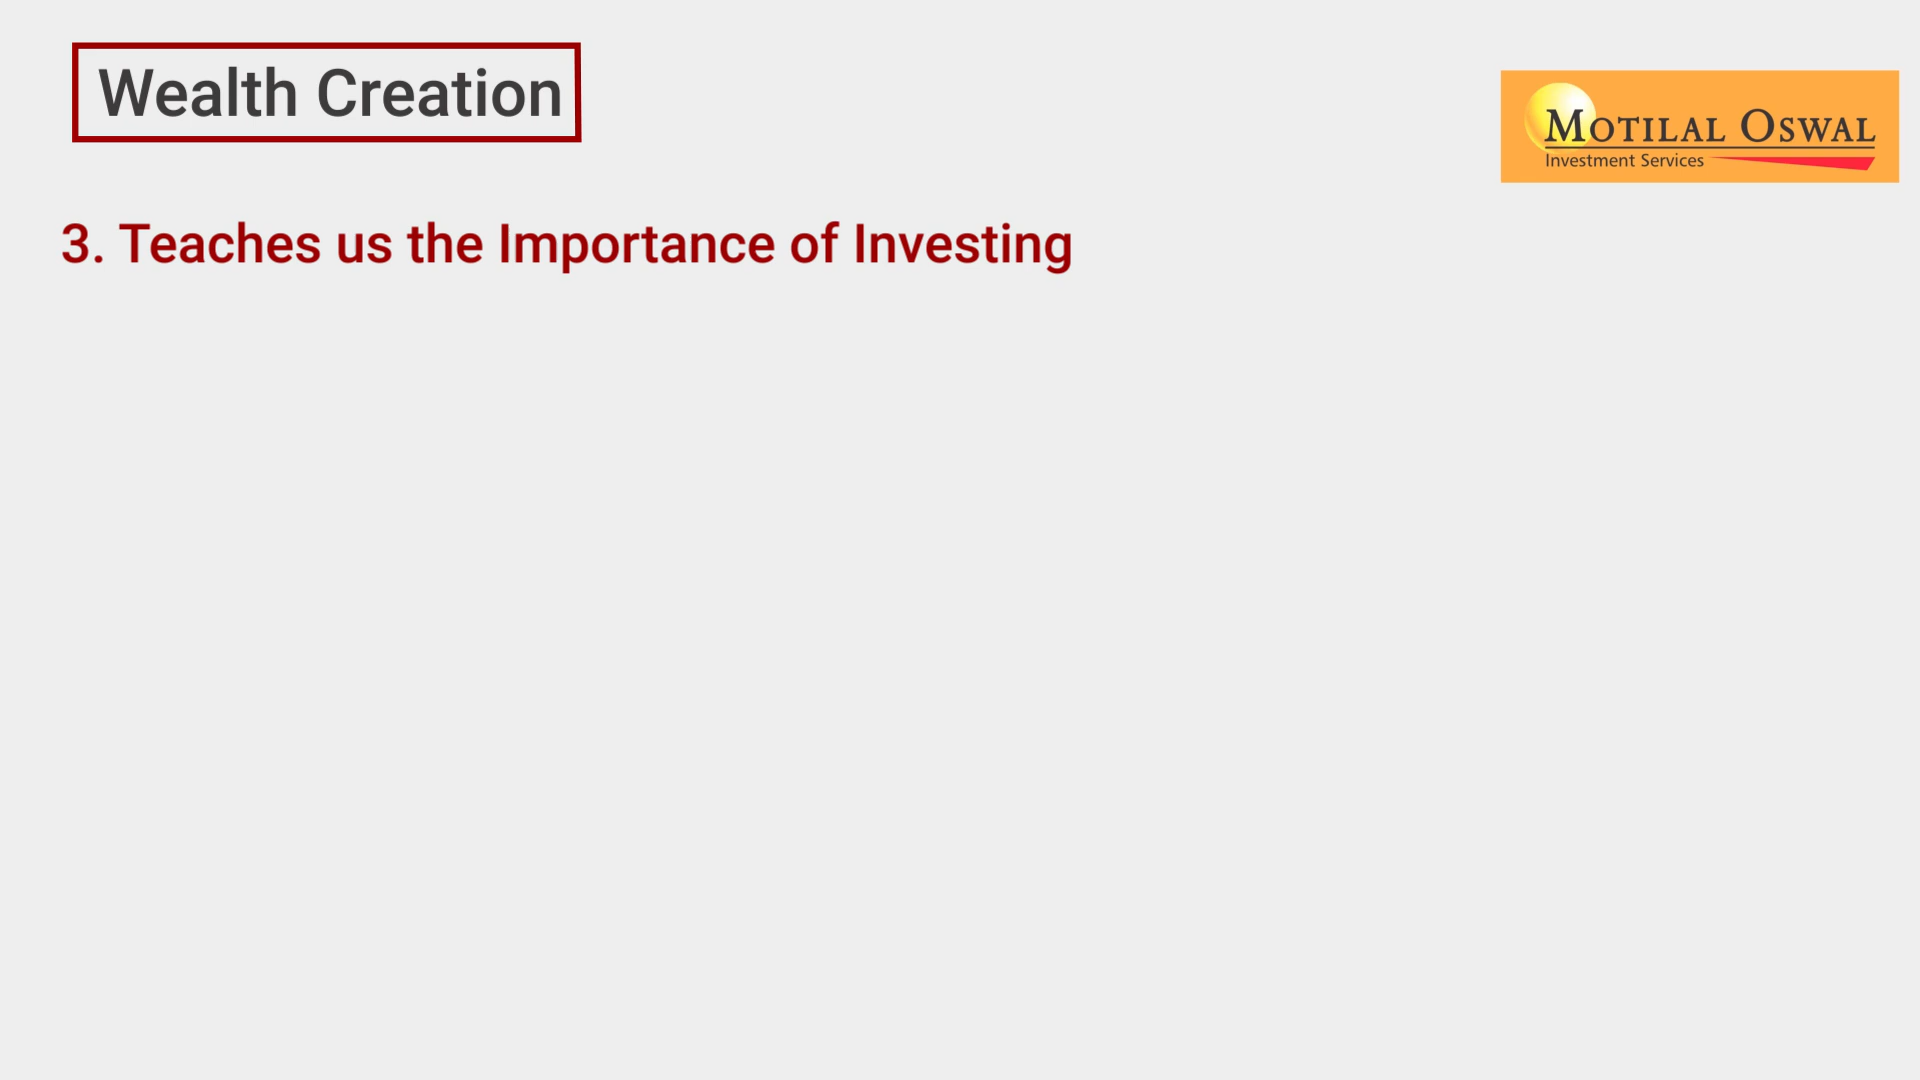 Wealth Creation
MOTILAL OSWAL
Investment Services
3. Teaches us the Importance of Investing